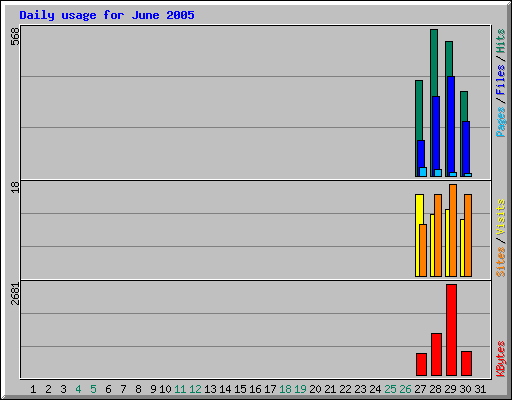 Daily usage for June 2005
568
Pages / Files / Hits
18
Sites / Visits
2681
KBytes
1 2 3 4 5 6 7 8 9 10 11 12 13 14 15 16 17 18 19 20 21 22 23 24 25 26 27 28 29 30 31